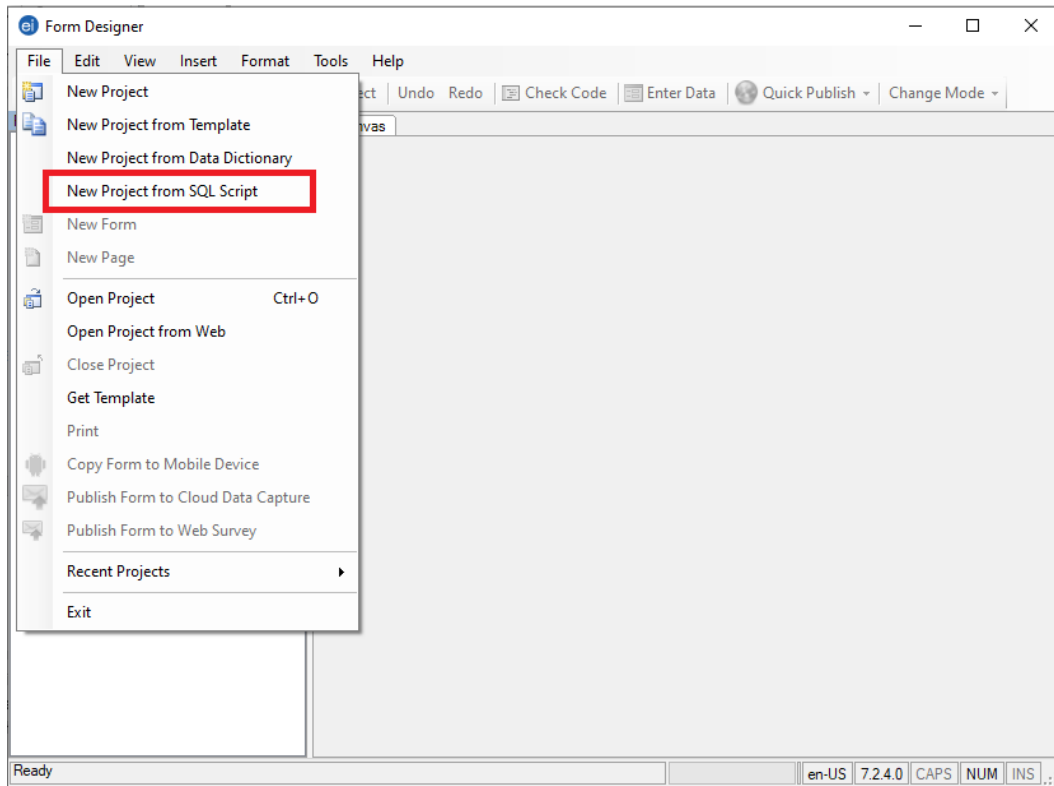 ei Form Designer
File Edit View Insert Format Tools Help
ect Undo Redo Check Code Enter Data Quick Publish Change Mode
nvas
New Project
New Project from Template
New Project from Data Dictionary
New Project from SQL Script
New Form
New Page
Open Project Ctrl+O
Open Project from Web
Close Project
Get Template
Print
Copy Form to Mobile Device
Publish Form to Cloud Data Capture
Publish Form to Web Survey
Recent Projects
Exit
Ready en-US 7.2.4.0 CAPS NUM INS